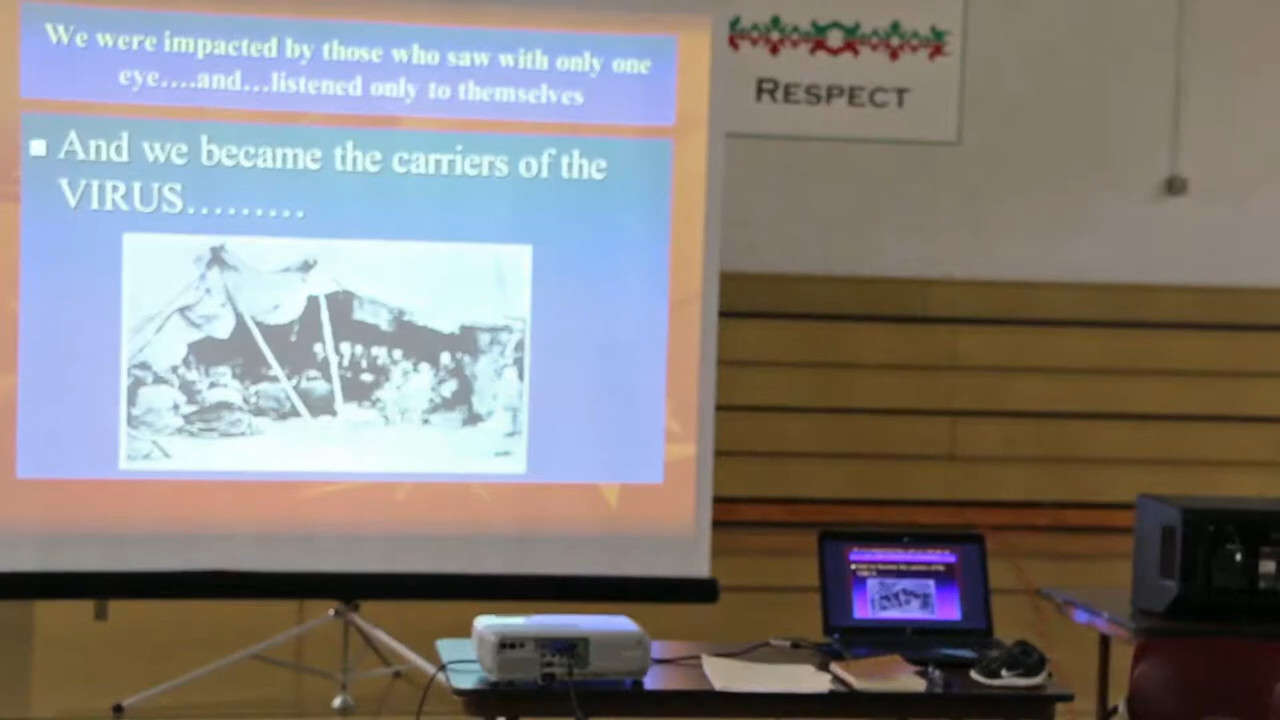 We were impacted by those who saw with only one
eye....and...listened only to themselves
And we became the carriers of the
VIRUS.........
RESPECT